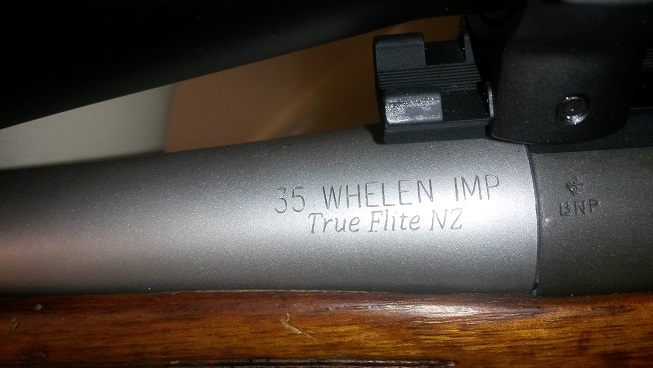 35 WHELEN IMP
True Flite NZ
BNP